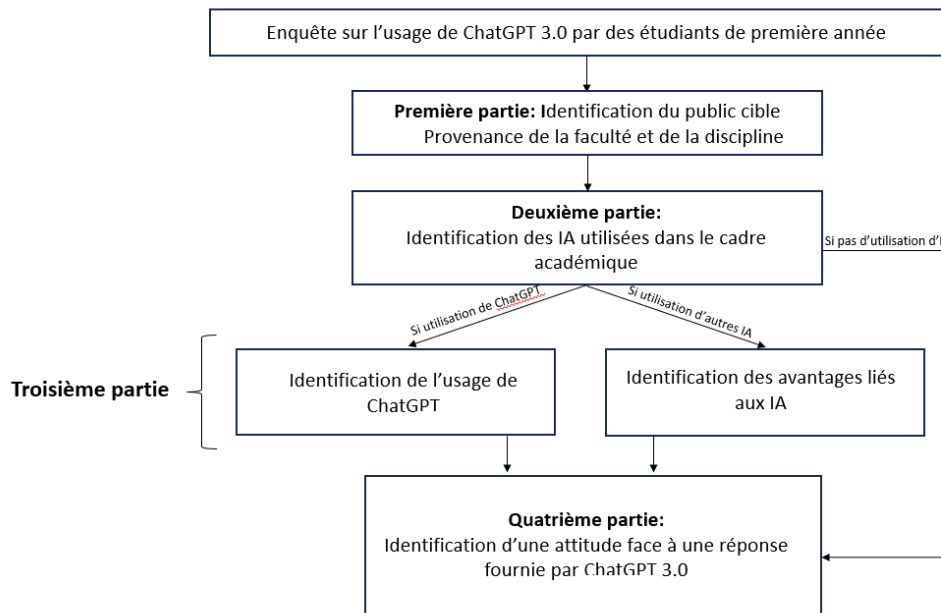 Enquête sur l’usage de ChatGPT 3.0 par des étudiants de première année
Première partie: Identification du public cible
Provenance de la faculté et de la discipline
Deuxième partie:
Identification des IA utilisées dans le cadre
académique
Si pas d’utilisation
Si utilisation de ChatGPT
Si utilisation d’autres IA
Troisième partie
Identification de l’usage de
ChatGPT
Identification des avantages liés
aux IA
Quatrième partie:
Identification d’une attitude face à une réponse
fournie par ChatGPT 3.0